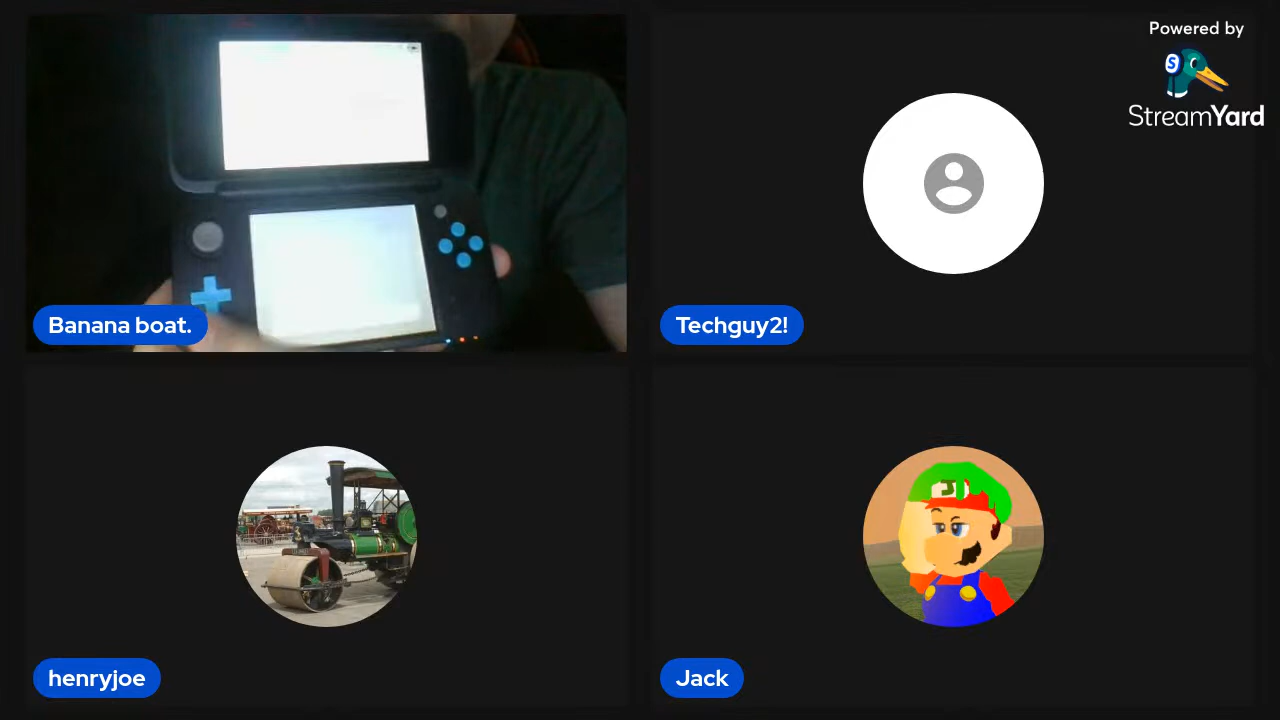 Powered by
S
StreamYard
Banana boat.
Techguy2!
J
henryjoe
Jack